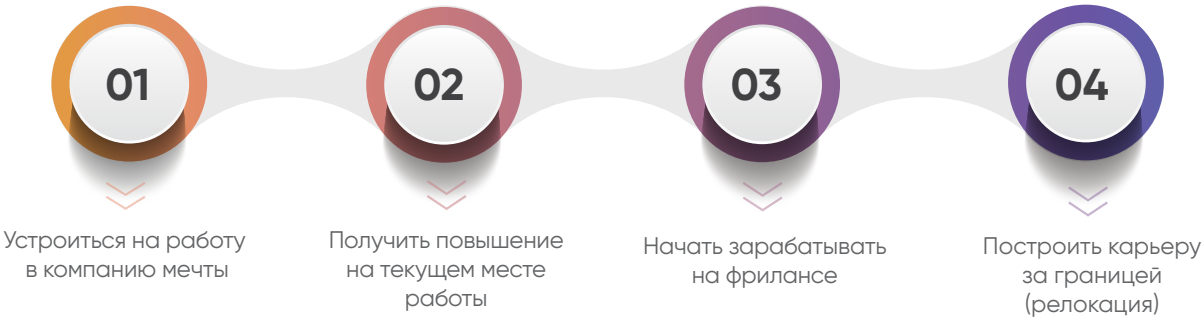 01
02
03
04
Устроиться на работу
в компанию мечты
Получить повышение
на текущем месте
работы
Начать зарабатывать
на фрилансе
Построить карьеру
за границей
(релокация)